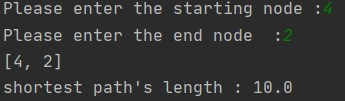 Please enter the starting node :4
Please enter the end node  :2
[4, 2]
shortest path's length : 10.0